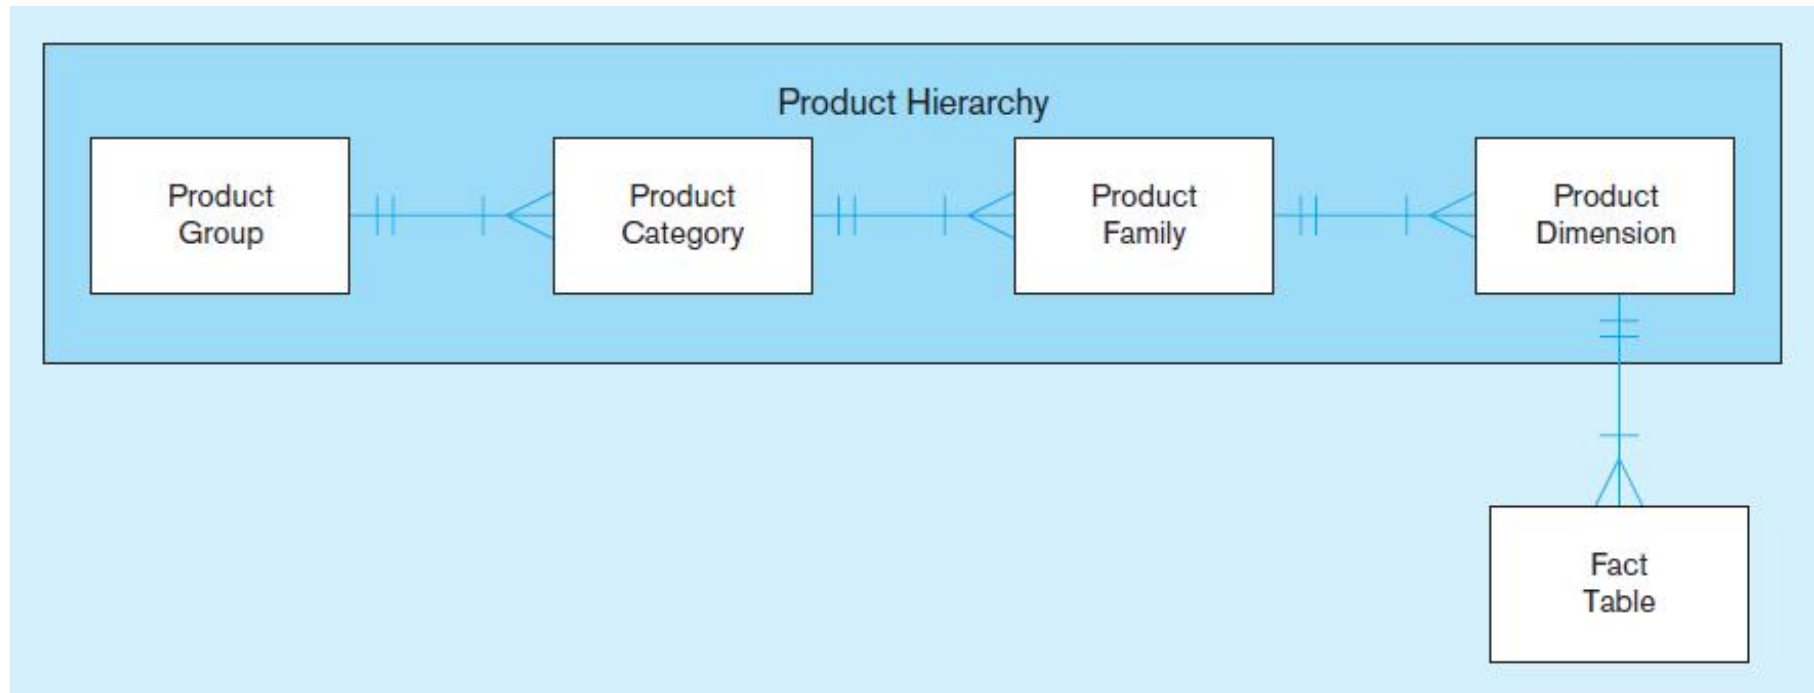 Product Hierarchy
Product
Group
Product
Category
Product
Family
Product
Dimension
Fact
Table